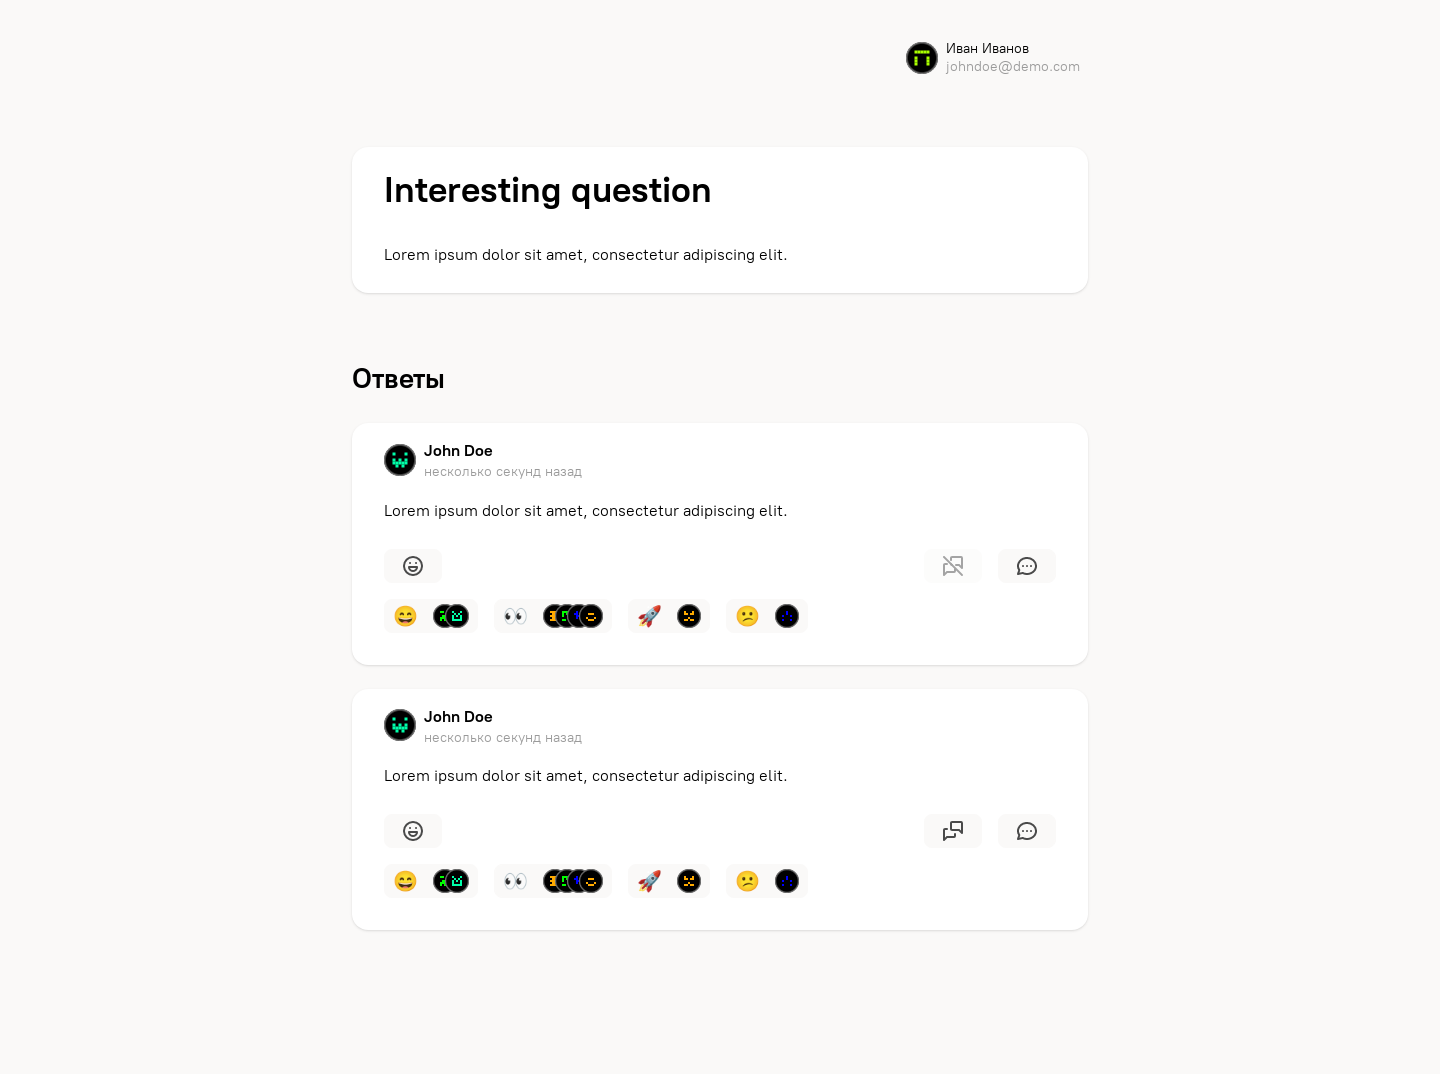 Иван Иванов
johndoe@demo.com
Interesting question
Lorem ipsum dolor sit amet, consectetur adipiscing elit.
Ответы
John Doe
несколько секунд назад
Lorem ipsum dolor sit amet, consectetur adipiscing elit.
John Doe
несколько секунд назад
Lorem ipsum dolor sit amet, consectetur adipiscing elit.